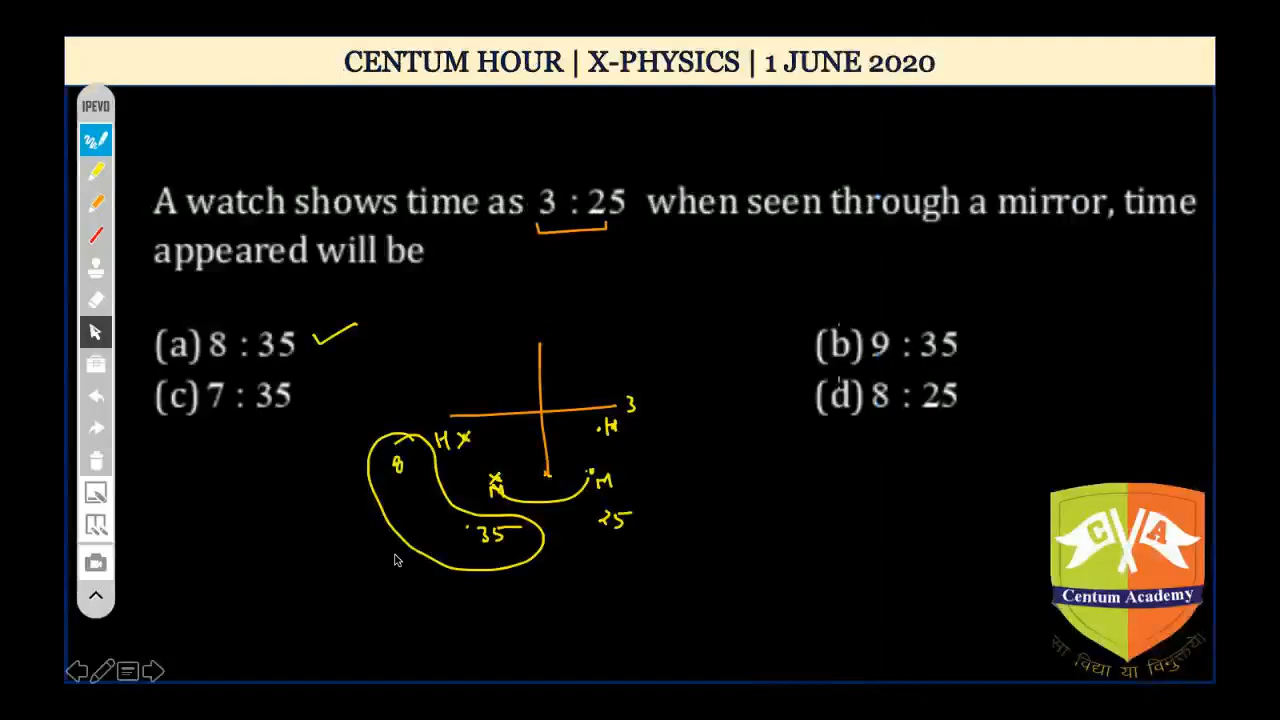 CENTUM HOUR | X-PHYSICS | 1 JUNE 2020
IPEVO
A watch shows time as 3 : 25 when seen through a mirror, time
appeared will be
(a) 8 : 35
(b) 9 : 35
(c) 7 : 35
(d) 8 : 25
3
H
H
8
M
M
35
25
C A
Centum Academy
सा विद्या या विमुक्तये।